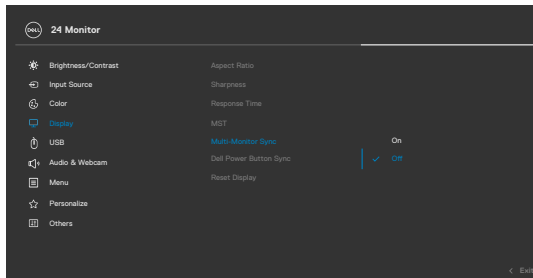 DELL 24 Monitor
Brightness/Contrast
Input Source
Color
Display
USB
Audio & Webcam
Menu
Personalize
Others
Aspect Ratio
Sharpness
Response Time
MST
Multi-Monitor Sync
Dell Power Button Sync
Reset Display
On
Off
Exit